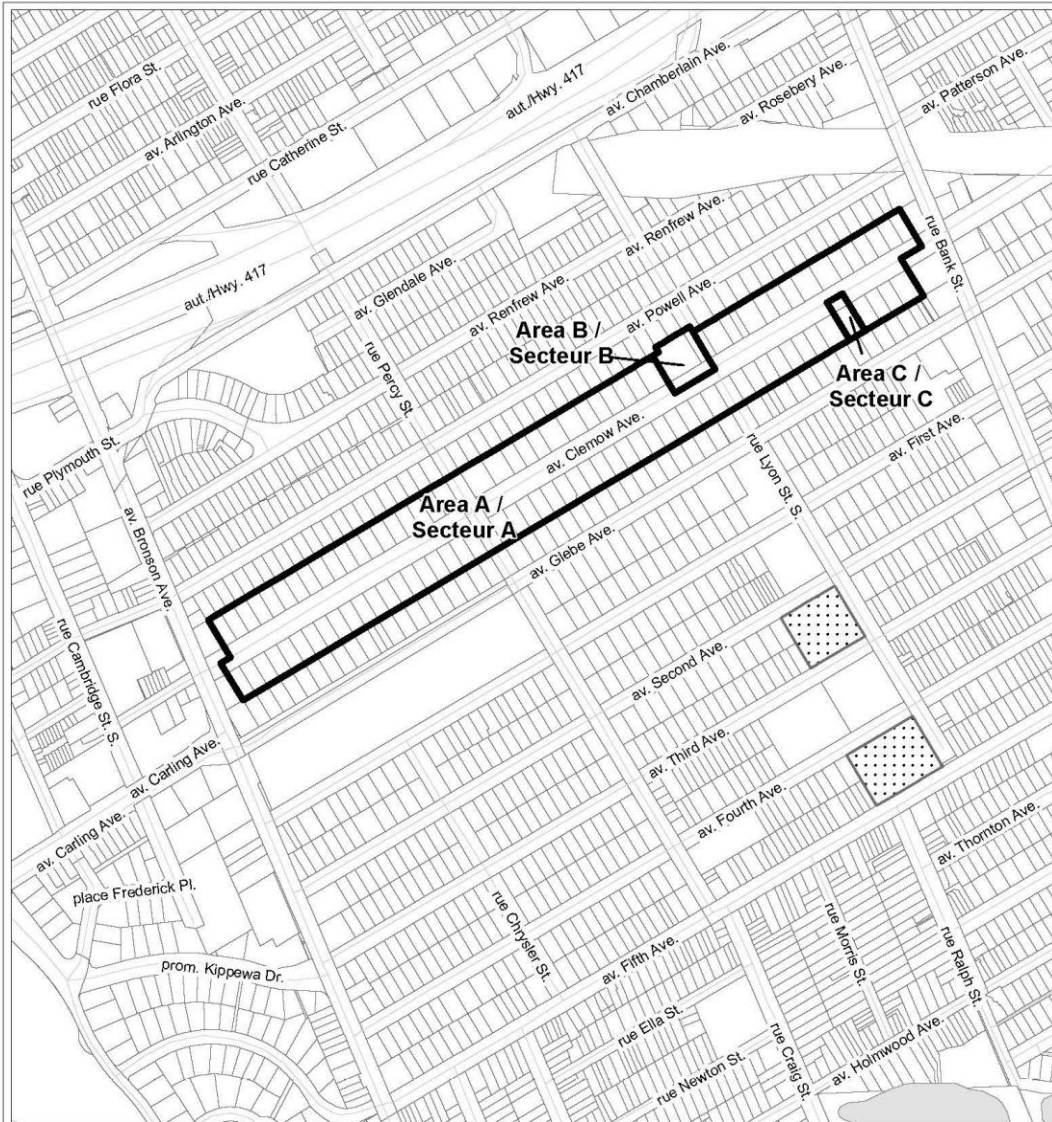 rue Flora St.
av. Arlington Ave.
rue Catherine St.
aut./Hwy. 417
av. Chamberlain Ave.
av. Rosebery Ave.
av. Patterson Ave.
aut./Hwy. 417
av. Glendale Ave.
av. Renfrew Ave.
av. Renfrew Ave.
av. Powell Ave.
rue Bank St.
rue Percy St.
Area B /
Secteur B
Area C /
Secteur C
rue Plymouth St.
av. Bronson Ave.
av. Clemow Ave.
rue Lyon St. S.
av. First Ave.
Area A /
Secteur A
av. Glebe Ave.
rue Cambridge St. S.
av. Second Ave.
av. Carling Ave.
av. Carling Ave.
av. Third Ave.
av. Fourth Ave.
av. Thornton Ave.
place Frederick Pl.
rue Chrysler St.
rue Morris St.
rue Ralph St.
prom. Kippewa Dr.
av. Fifth Ave.
rue Ella St.
rue Newton St.
rue Craig St.
av. Holmwood Ave.